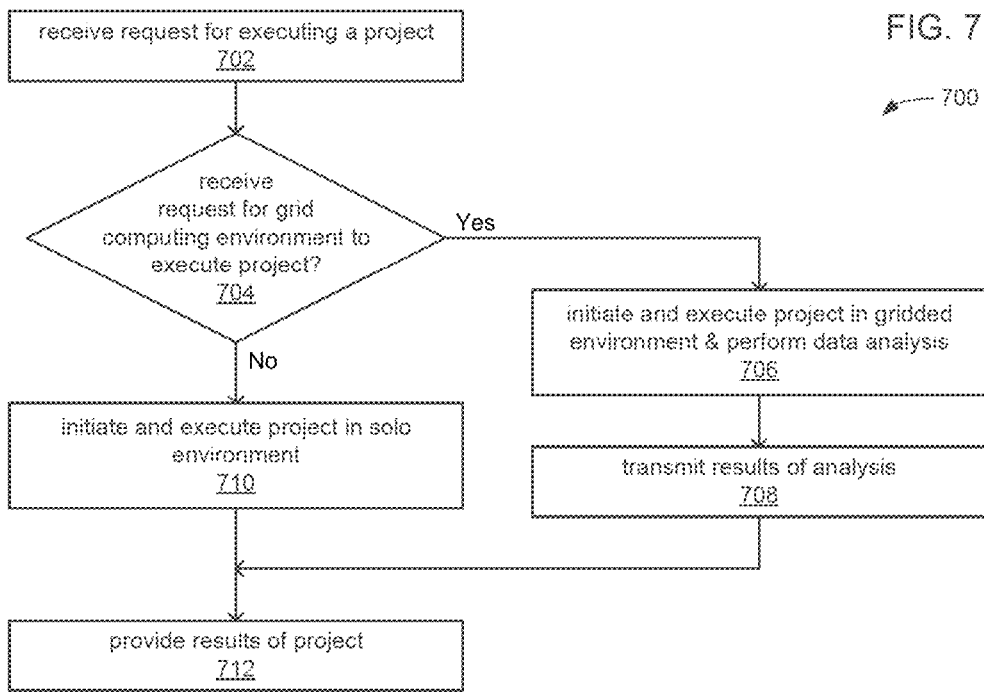 receive request for executing a project
702
FIG. 7
700
receive
request for grid
computing environment to
execute project?
704
Yes
initiate and execute project in gridded
environment & perform data analysis
706
No
initiate and execute project in solo
environment
710
transmit results of analysis
708
provide results of project
712